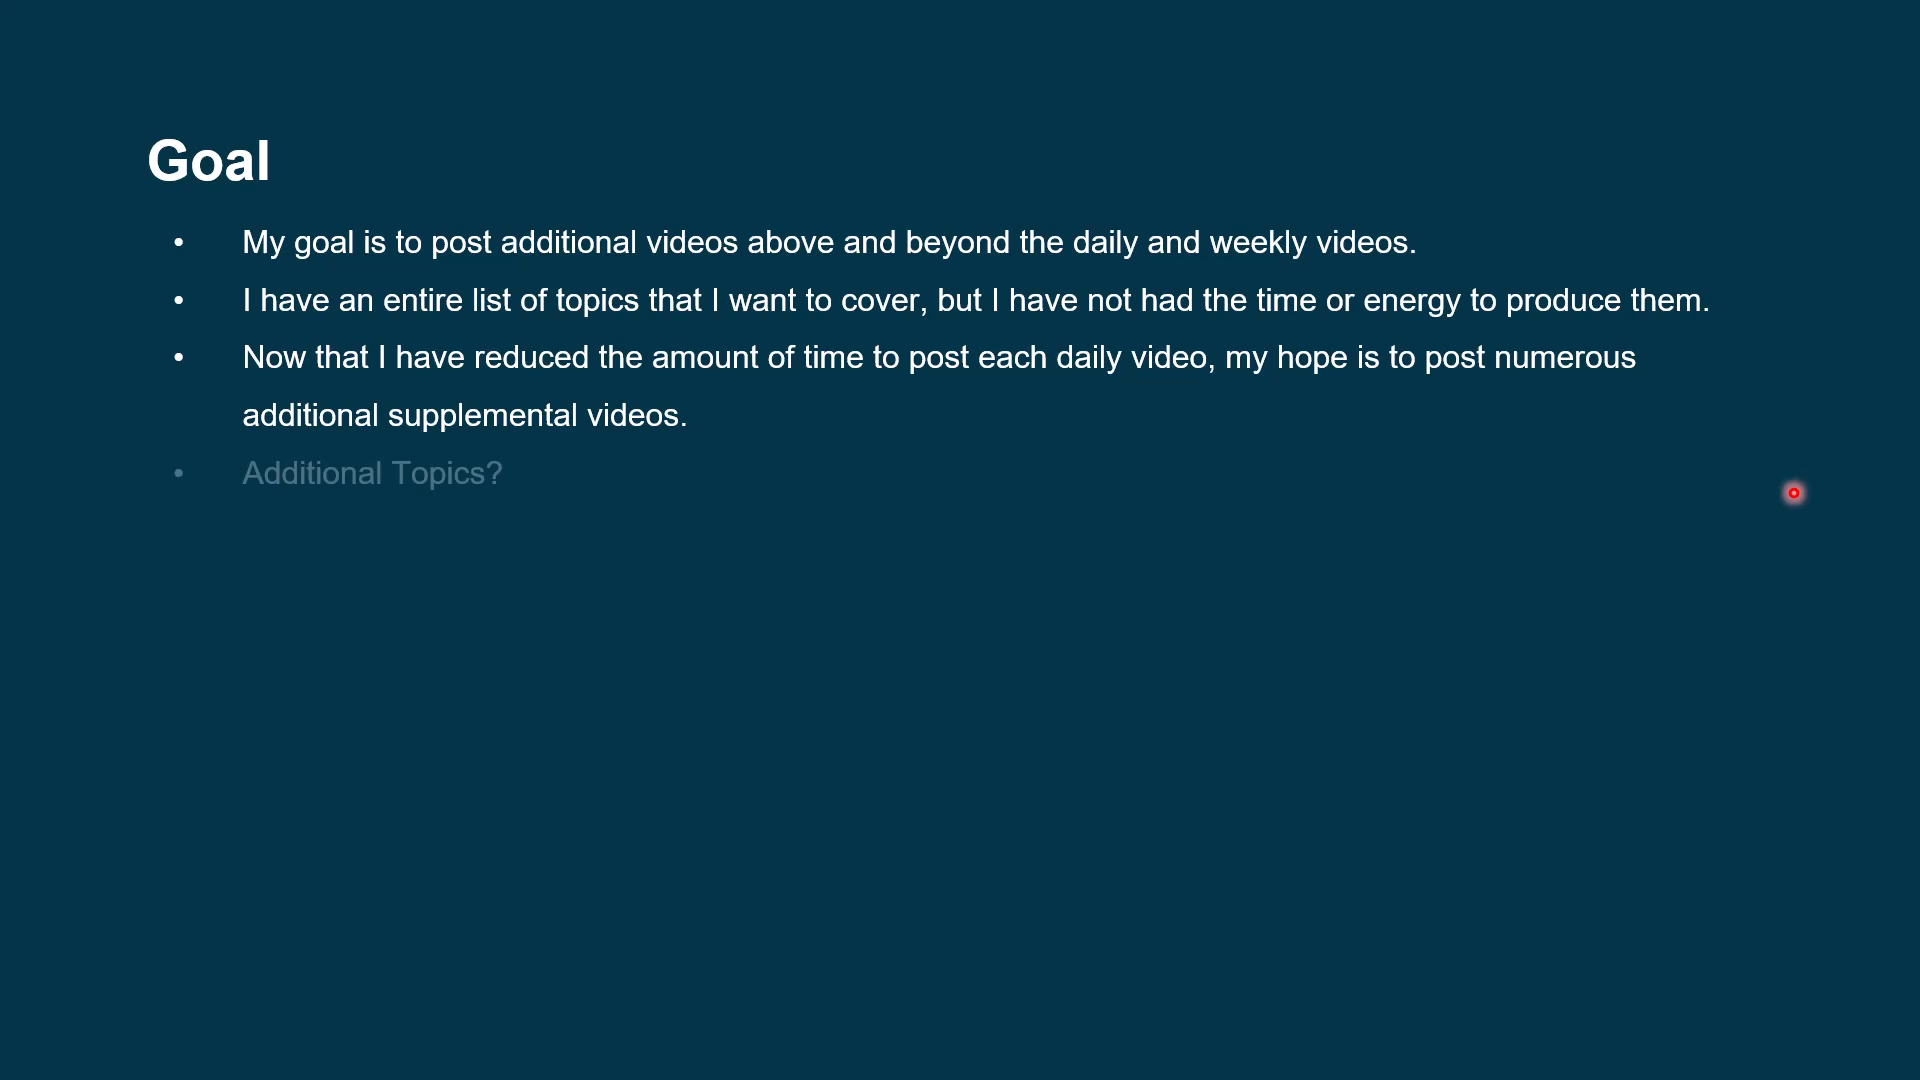 Goal
• My goal is to post additional videos above and beyond the daily and weekly videos.
• I have an entire list of topics that I want to cover, but I have not had the time or energy to produce them.
• Now that I have reduced the amount of time to post each daily video, my hope is to post numerous
additional supplemental videos.
• Additional Topics?